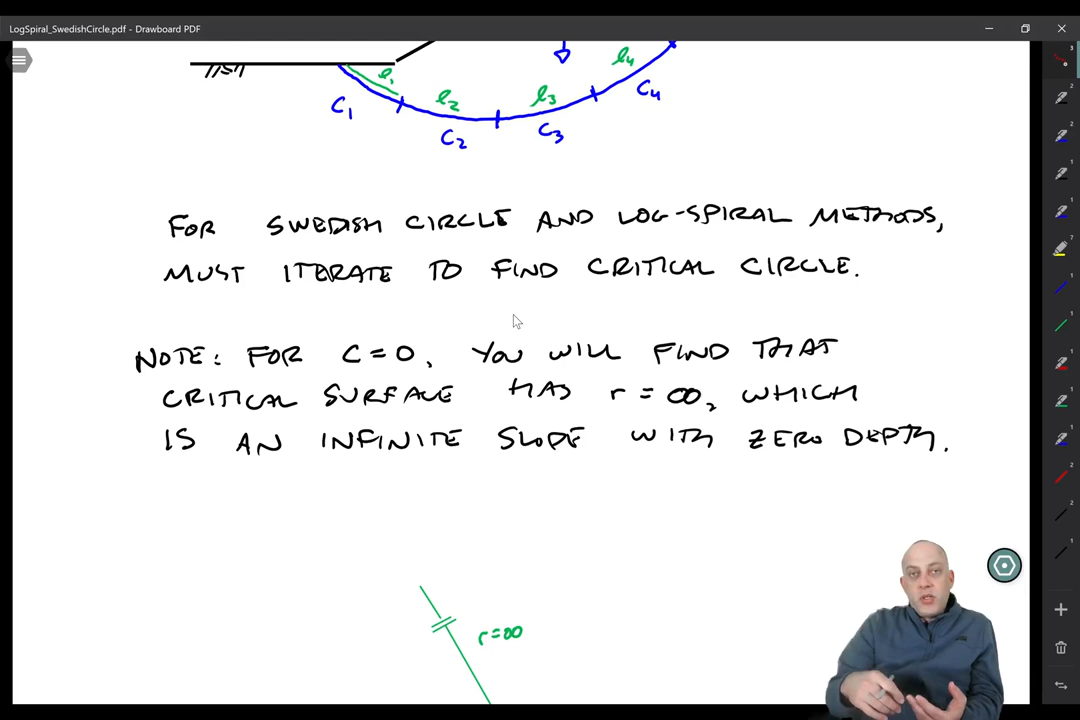 LogSpiral_SwedishCircle.pdf - Drawboard PDF
l1 l2 l3 l4
C1 C2 C3 C4
FOR SWEDISH CIRCLE AND LOG-SPIRAL METHODS,
MUST ITERATE TO FIND CRITICAL CIRCLE.
NOTE: FOR C=0, YOU WILL FIND THAT
CRITICAL SURFACE HAS r = ∞, WHICH
IS AN INFINITE SLOPE WITH ZERO DEPTH.
r=∞